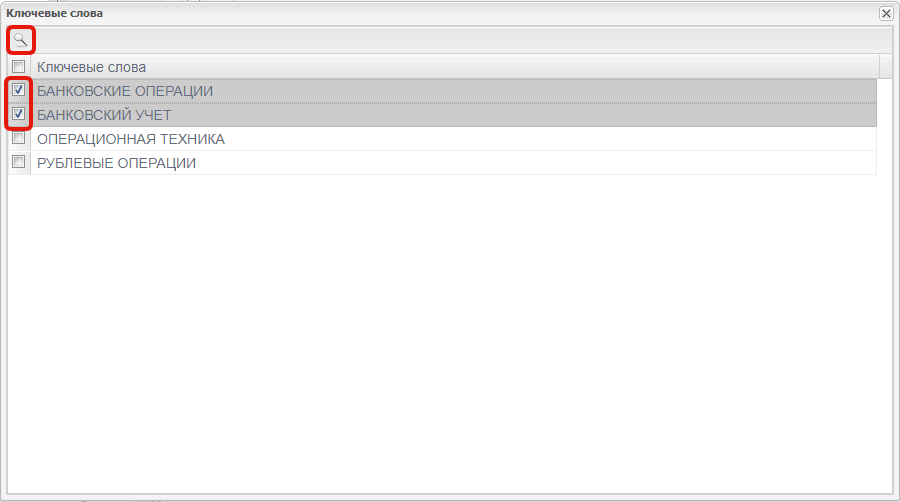 Ключевые слова
Ключевые слова
БАНКОВСКИЕ ОПЕРАЦИИ
БАНКОВСКИЙ УЧЕТ
ОПЕРАЦИОННАЯ ТЕХНИКА
РУБЛЕВЫЕ ОПЕРАЦИИ